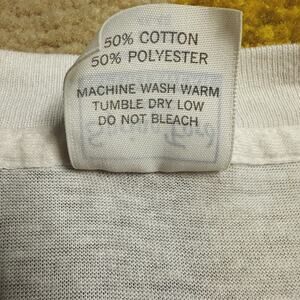 50% COTTON
50% POLYESTER
MACHINE WASH WARM
TUMBLE DRY LOW
DO NOT BLEACH